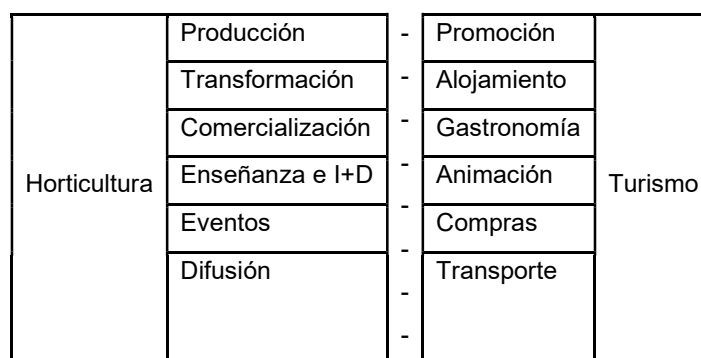 Producción - Promoción
Transformación - Alojamiento
Comercialización - Gastronomía
Horticultura Enseñanza e I+D - Animación Turismo
Eventos - Compras
-
Difusión Transporte
-
-